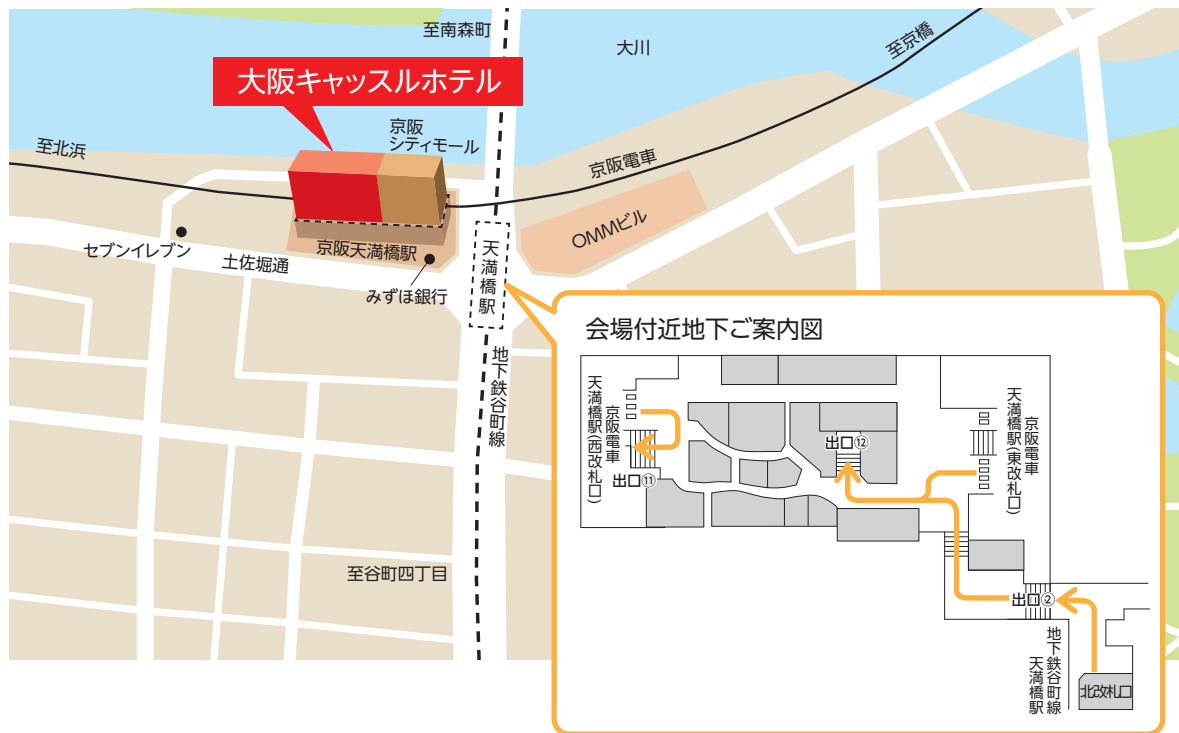 至南森町
大川
至京橋
大阪キャッスルホテル
京阪
シティモール
至北浜
京阪電車
OMMビル
セブンイレブン
京阪天満橋駅
土佐堀通
みずほ銀行
天満橋駅
地下鉄谷町線
至谷町四丁目
会場付近地下ご案内図
京阪電車
天満橋駅(西改札口)
出口⑪
出口⑫
京阪電車
天満橋駅(東改札口)
出口②
地下鉄谷町線
天満橋駅
北改札口